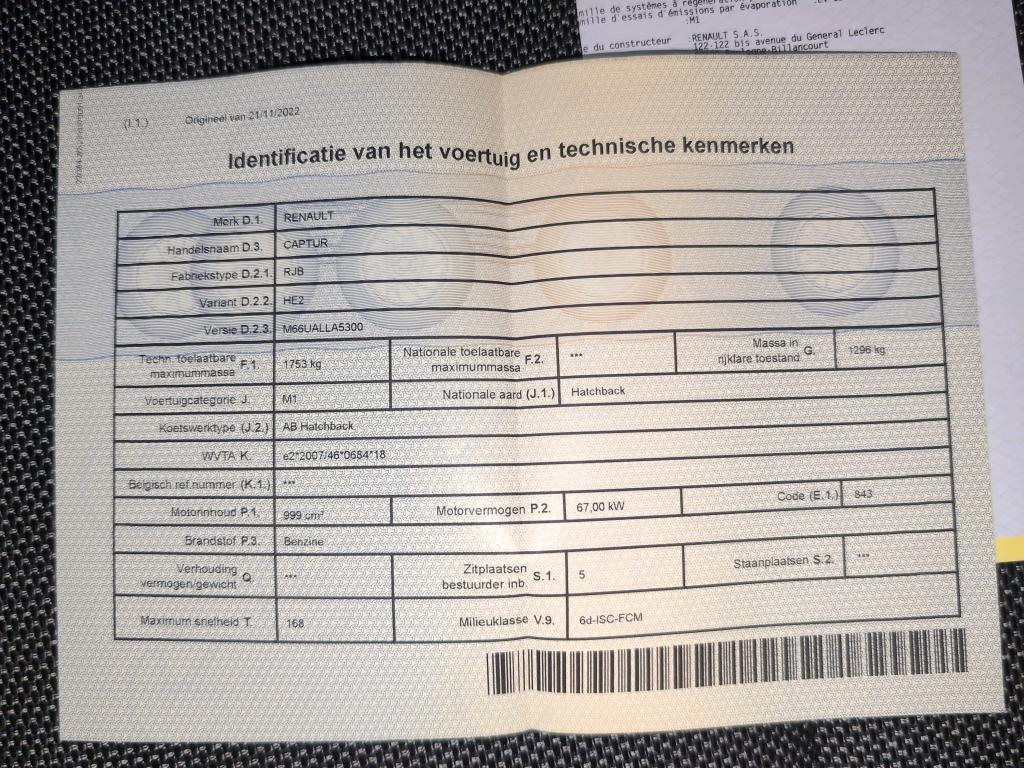 mille de systèmes à régénér
mille d'essais d'émissions par évaporation
:M1
e du constructeur :RENAULT S.A.S.
122-122 bis avenue du General Leclerc
Billancourt
(I.1.) Origineel van 21/11/2022
Identificatie van het voertuig en technische kenmerken
Merk D.1. RENAULT
Handelsnaam D.3. CAPTUR
Fabriekstype D.2.1. RJB
Variant D.2.2. HE2
Versie D.2.3. M66UALLA5300
Techn. toelaatbare maximummassa F.1. 1753 kg Nationale toelaatbare maximummassa F.2. *** Massa in rijklare toestand G. 1296 kg
Voertuigcategorie J. M1 Nationale aard (J.1.) Hatchback
Koetswerktype (J.2.) AB Hatchback
WVTA K. e2*2007/46*0684*18
Belgisch ref.nummer (K.1.) ***
Motorinhoud P.1. 999 cm³ Motorvermogen P.2. 67,00 kW Code (E.1.) 843
Brandstof P.3. Benzine
Verhouding vermogen/gewicht Q. *** Zitplaatsen bestuurder inb. S.1. 5 Staanplaatsen S.2. ***
Maximum snelheid T. 168 Milieuklasse V.9. 6d-ISC-FCM